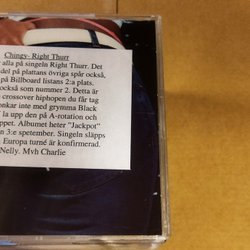 Chingy- Right Thurr
alla på singeln Right Thurr. Det
del på plattans övriga spår också,
på Billboard listans 2:a plats.
också som nummer 2. Detta är
crossover hiphopen du får tag
onkar inte med grymma Black
la upp den på A-rotation och
ppet. Albumet heter "Jackpot"
n 3:e spetember. Singeln släpps
Europa turné är konfirmerad.
Nelly. Mvh Charlie